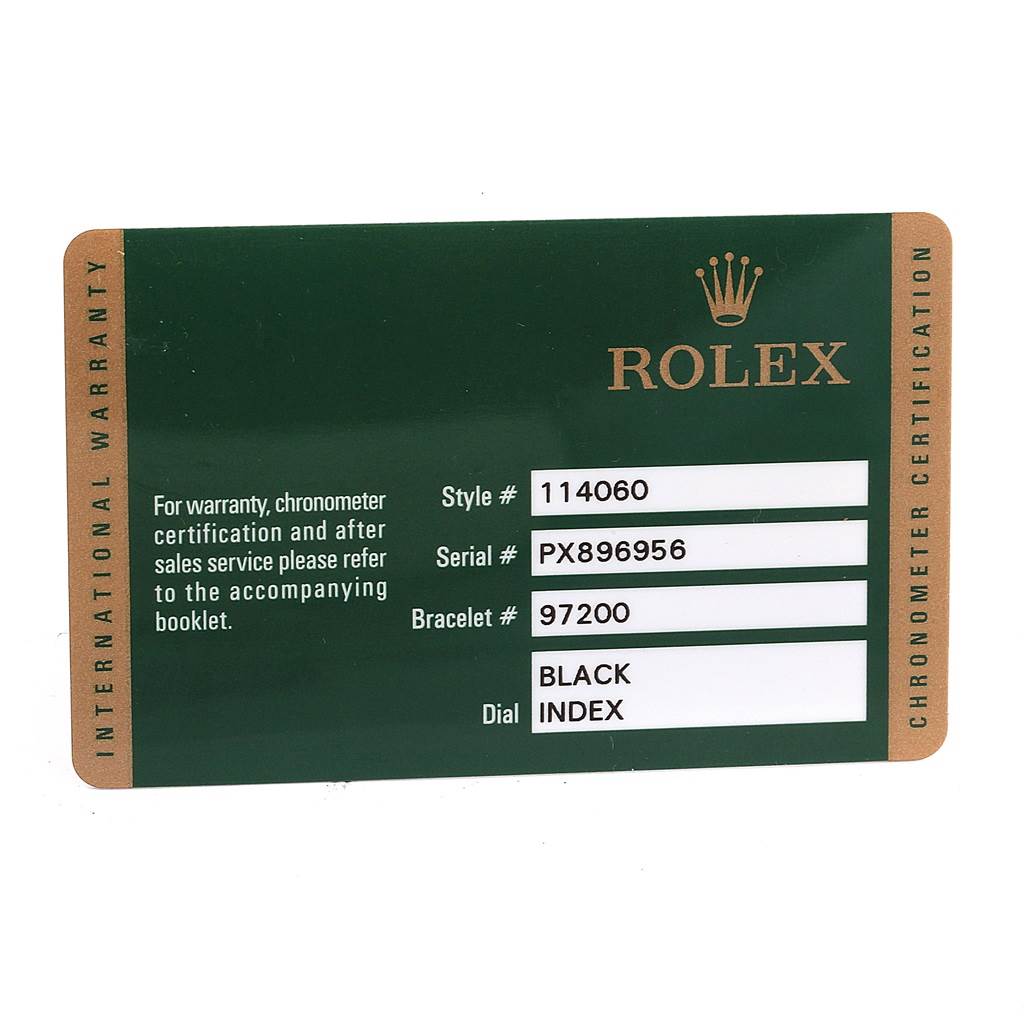 INTERNATIONAL WARRANTY
ROLEX
For warranty, chronometer
certification and after
sales service please refer
to the accompanying
booklet.
Style # 114060
Serial # PX896956
Bracelet # 97200
Dial BLACK
INDEX
CHRONOMETER CERTIFICATION